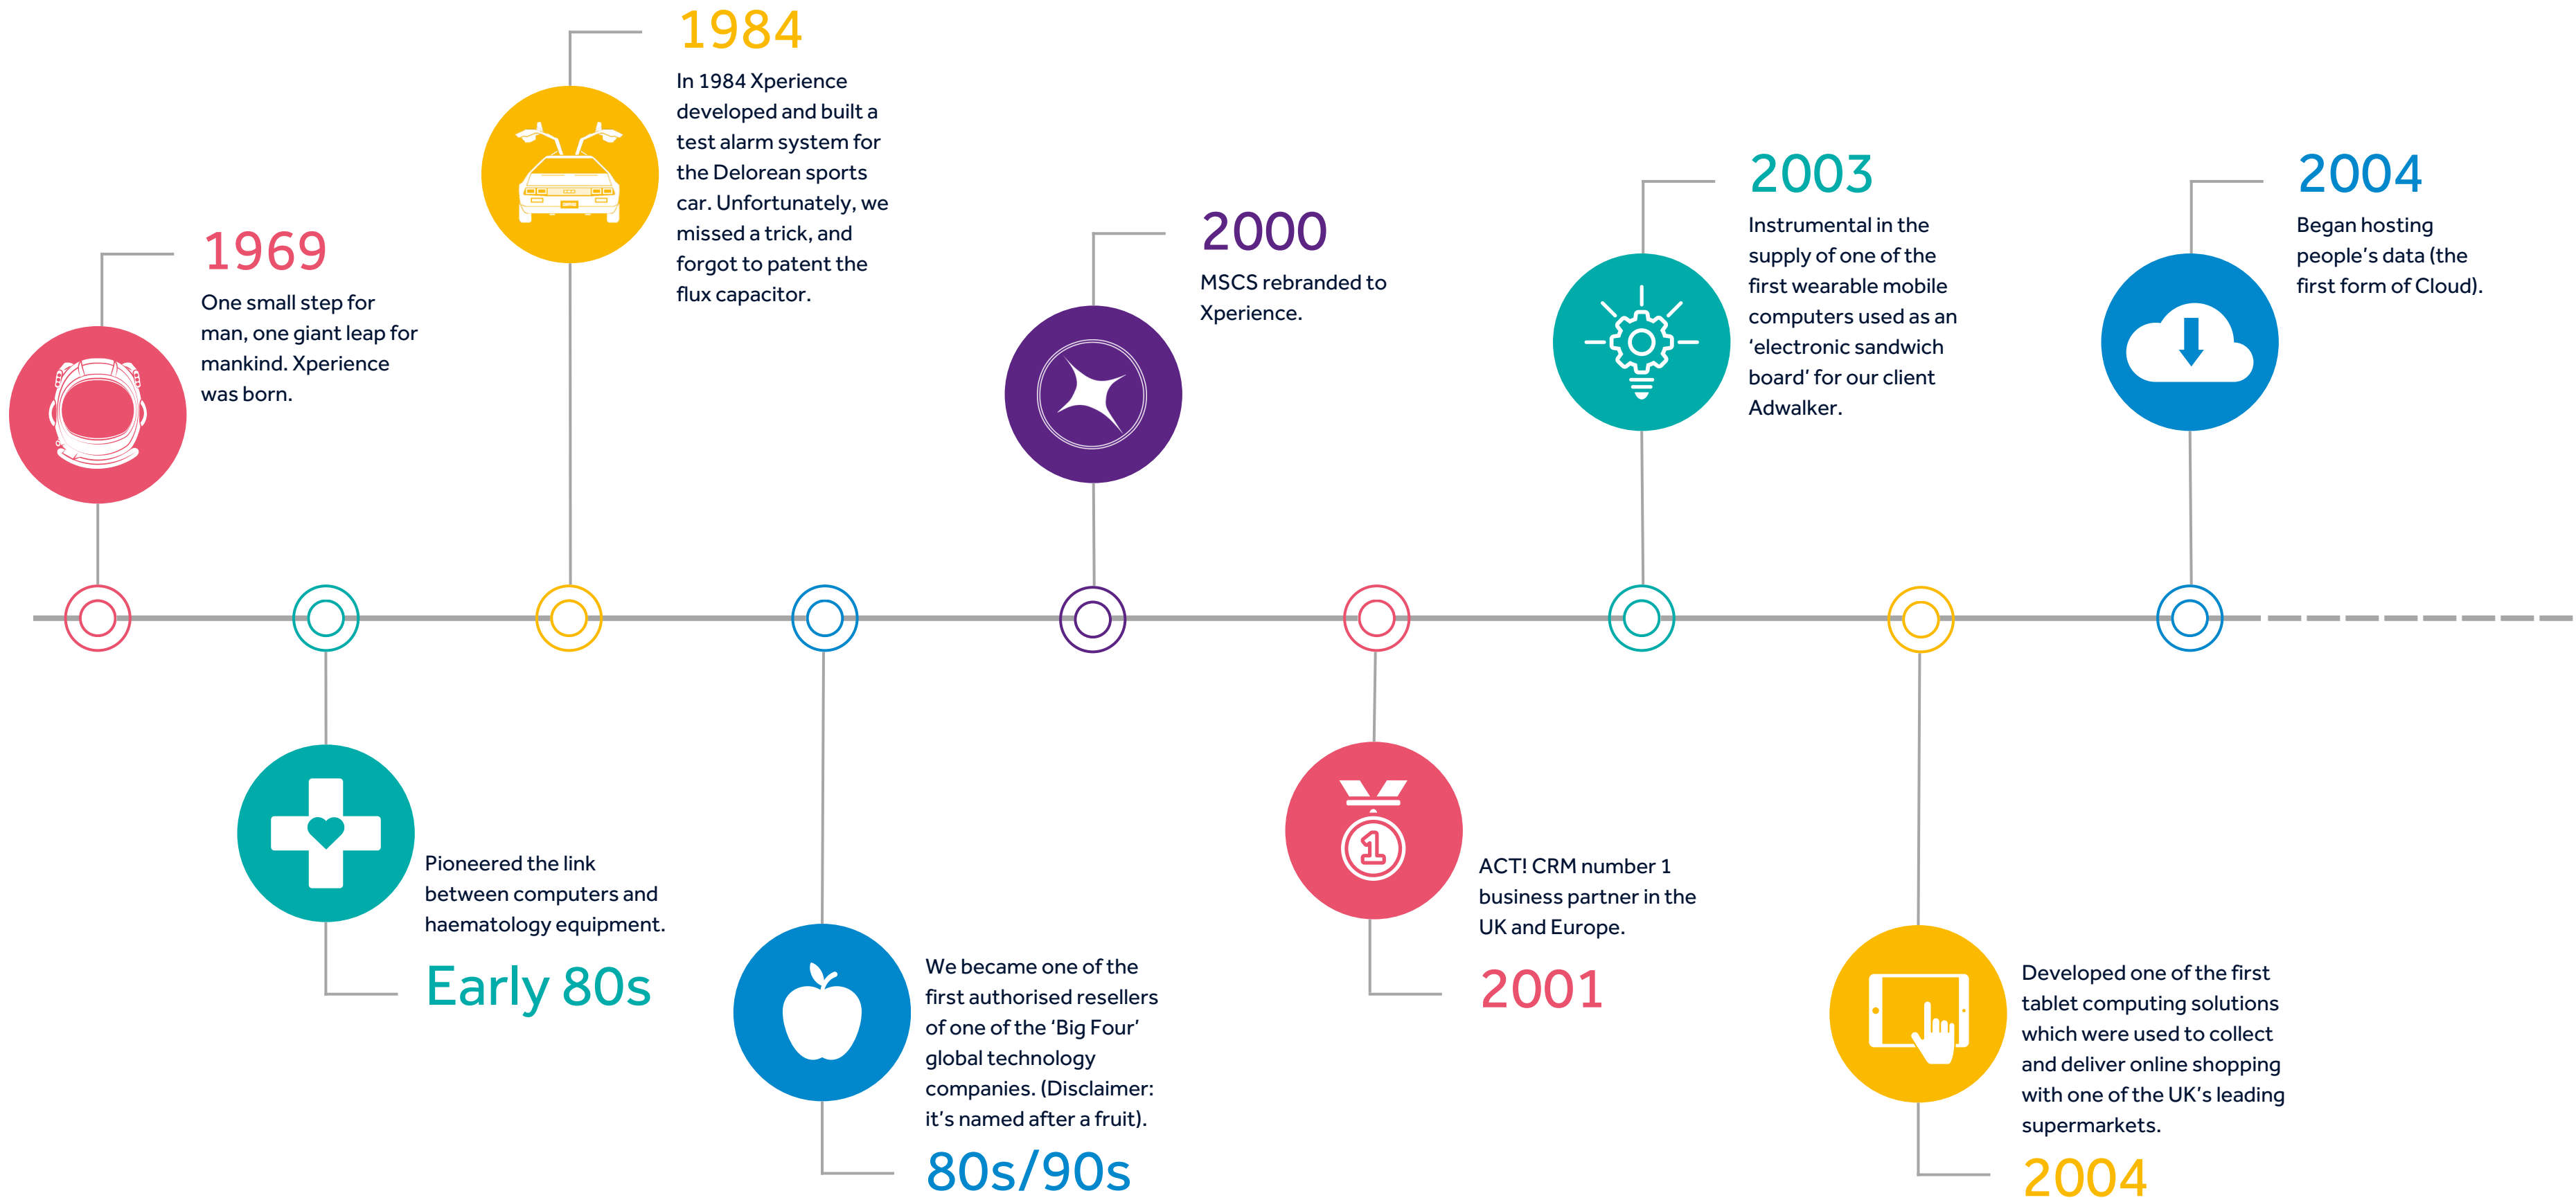 1969
One small step for
man, one giant leap for
mankind. Xperience
was born.
Pioneered the link
between computers and
haematology equipment.
Early 80s
1984
In 1984 Xperience
developed and built a
test alarm system for
the Delorean sports
car. Unfortunately, we
missed a trick, and
forgot to patent the
flux capacitor.
We became one of the
first authorised resellers
of one of the ‘Big Four’
global technology
companies. (Disclaimer:
it’s named after a fruit).
80s/90s
2000
MSCS rebranded to
Xperience.
1
ACT! CRM number 1
business partner in the
UK and Europe.
2001
2003
Instrumental in the
supply of one of the
first wearable mobile
computers used as an
‘electronic sandwich
board’ for our client
Adwalker.
Developed one of the first
tablet computing solutions
which were used to collect
and deliver online shopping
with one of the UK’s leading
supermarkets.
2004
2004
Began hosting
people’s data (the
first form of Cloud).